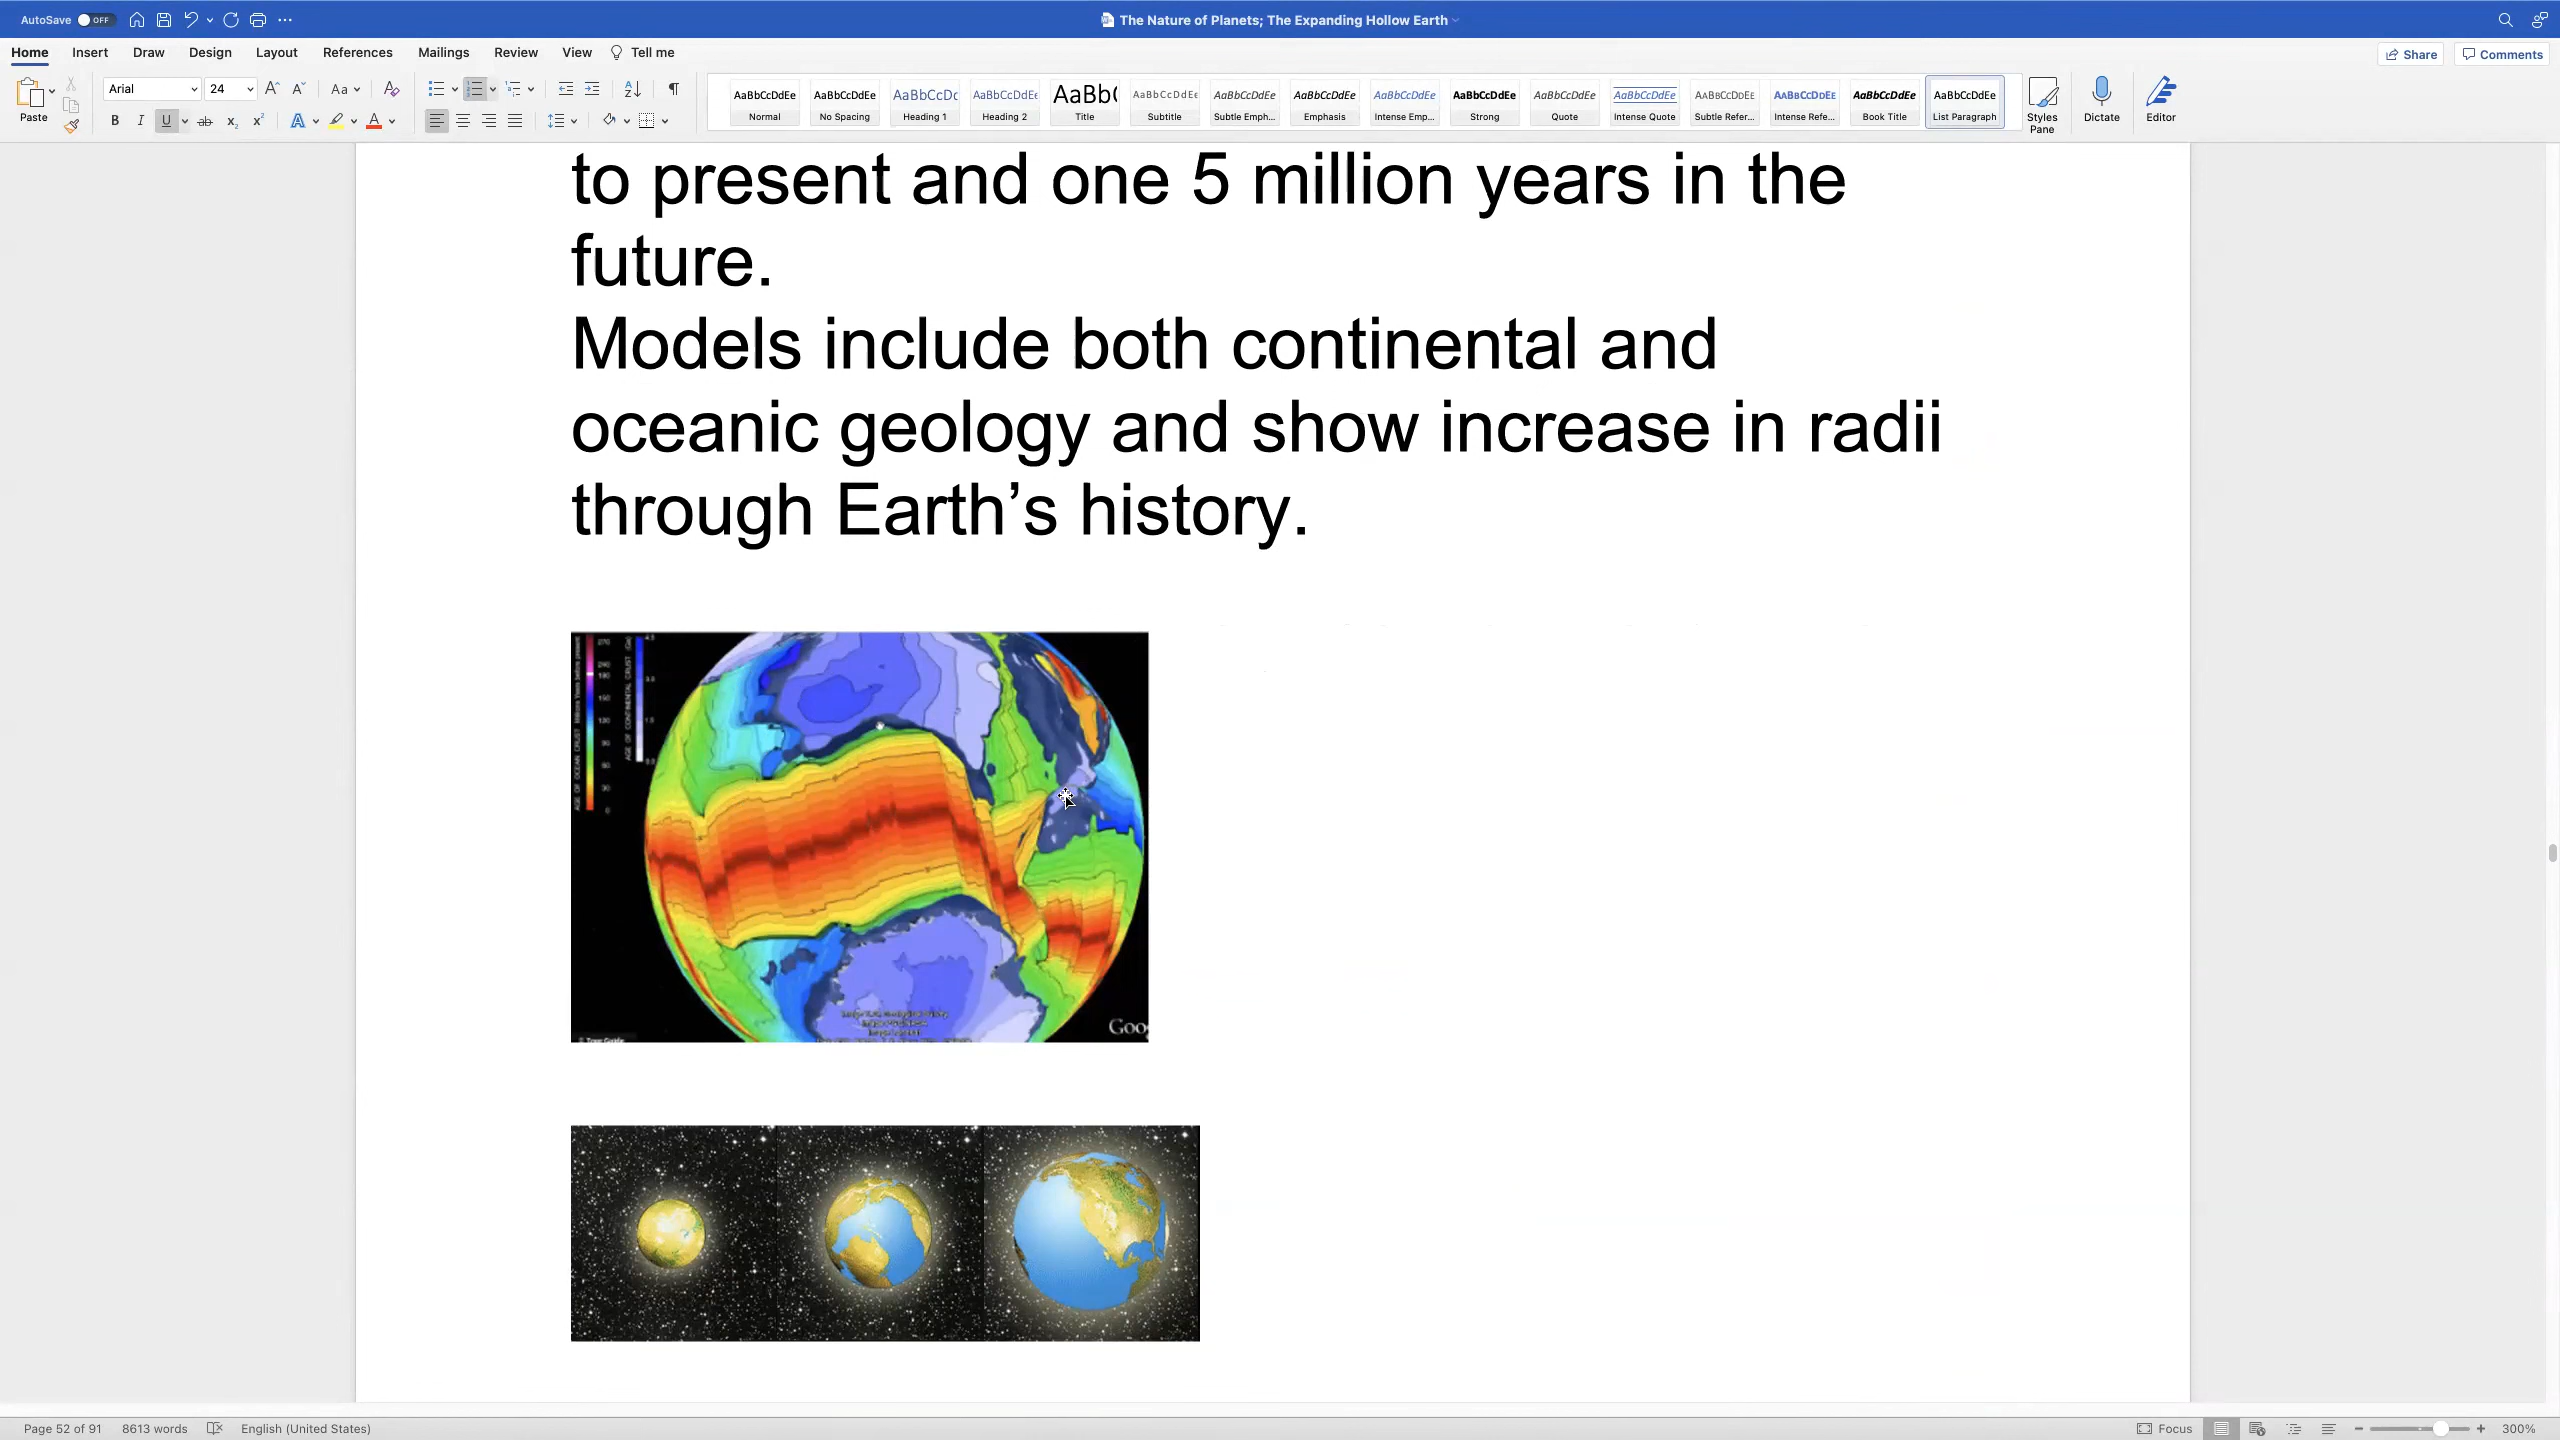 AutoSave OFF
The Nature of Planets; The Expanding Hollow Earth
Home Insert Draw Design Layout References Mailings Review View Tell me
Share Comments
Paste
Arial 24 Aa
B I U ab x₂ x² A A
AaBbCcDdEe AaBbCcDdEe AaBbCcDc AaBbCcDdEe AaBb( AaBbCcDdEe AaBbCcDdEe AaBbCcDdEe AaBbCcDdEe AaBbCcDdEe AaBbCcDdEe AaBbCcDdEe AaBbCcDdEe AaBbCcDdEe AaBbCcDdEe AaBbCcDdEe
Normal No Spacing Heading 1 Heading 2 Title Subtitle Subtle Emph... Emphasis Intense Emp... Strong Quote Intense Quote Subtle Refer... Intense Refe... Book Title List Paragraph
Styles Pane
Dictate
Editor
to present and one 5 million years in the
future.
Models include both continental and
oceanic geology and show increase in radii
through Earth’s history.
Goo
Page 52 of 91 8613 words English (United States)
Focus 300%